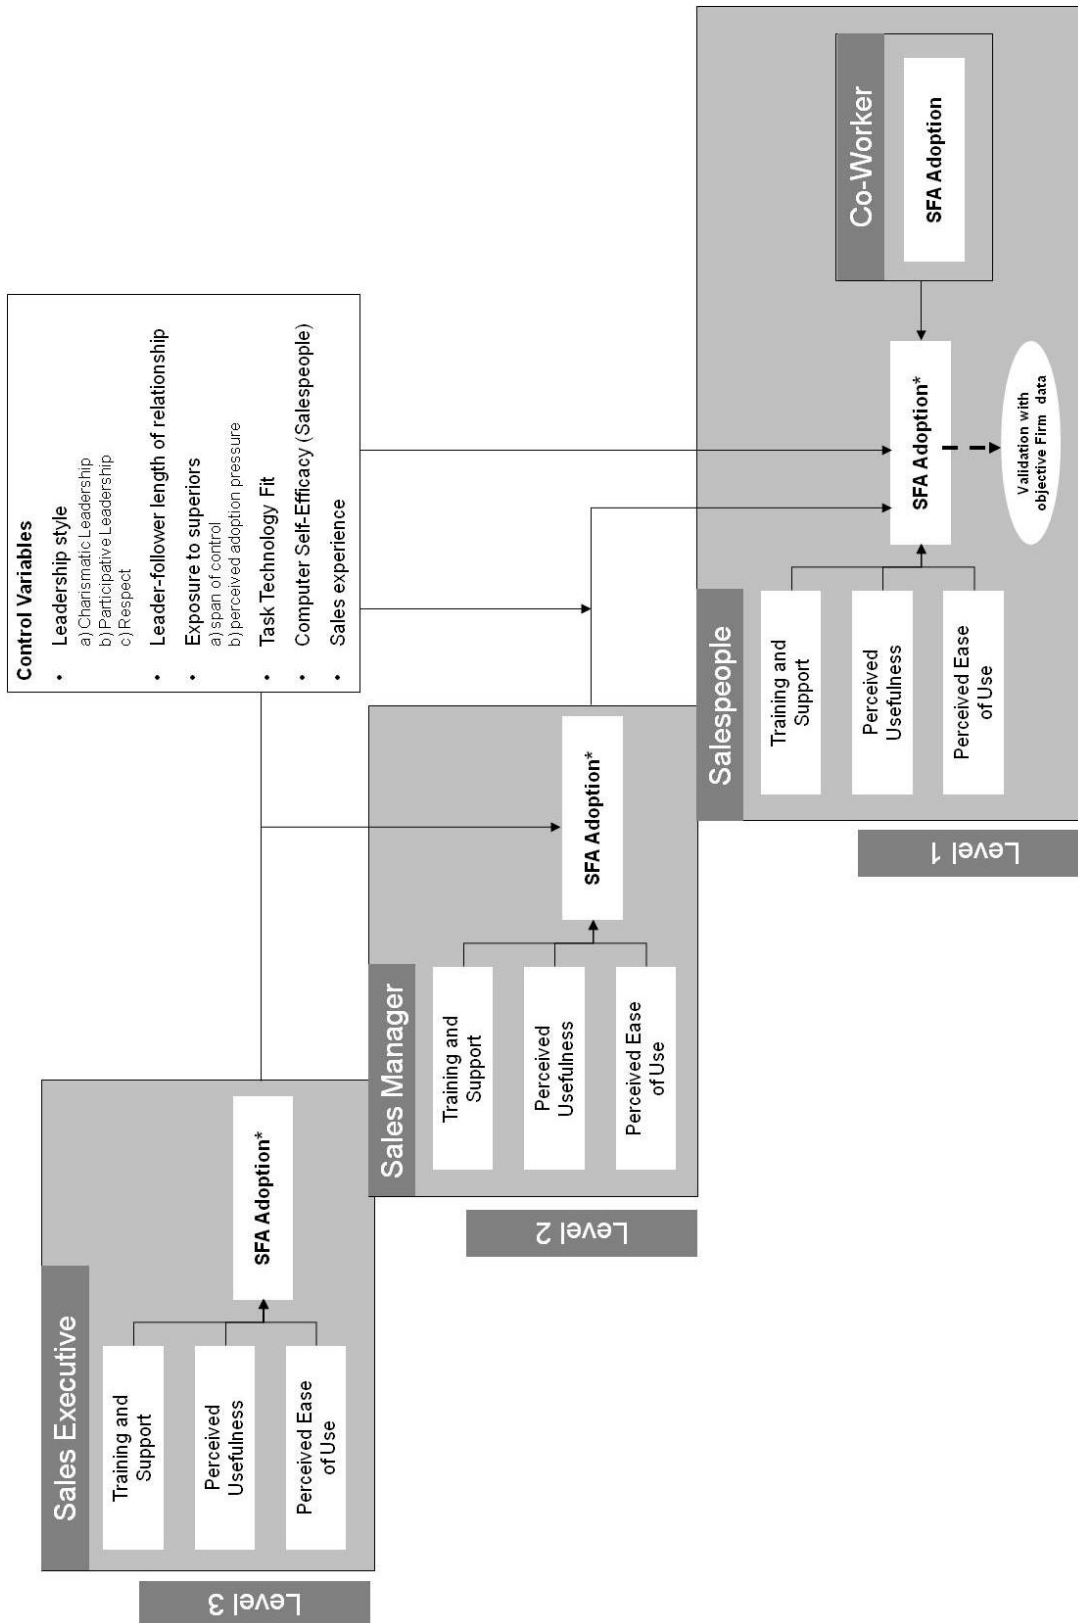 Level 3
Sales Executive
Training and
Support
Perceived
Usefulness
Perceived Ease
of Use
SFA Adoption*
Level 2
Sales Manager
Training and
Support
Perceived
Usefulness
Perceived Ease
of Use
SFA Adoption*
Control Variables
• Leadership style
a) Charismatic Leadership
b) Participative Leadership
c) Respect
• Leader-follower length of relationship
• Exposure to superiors
a) span of control
b) perceived adoption pressure
• Task Technology Fit
• Computer Self-Efficacy (Salespeople)
• Sales experience
Level 1
Salespeople
Training and
Support
Perceived
Usefulness
Perceived Ease
of Use
SFA Adoption*
Validation with
objective Firm data
Co-Worker
SFA Adoption